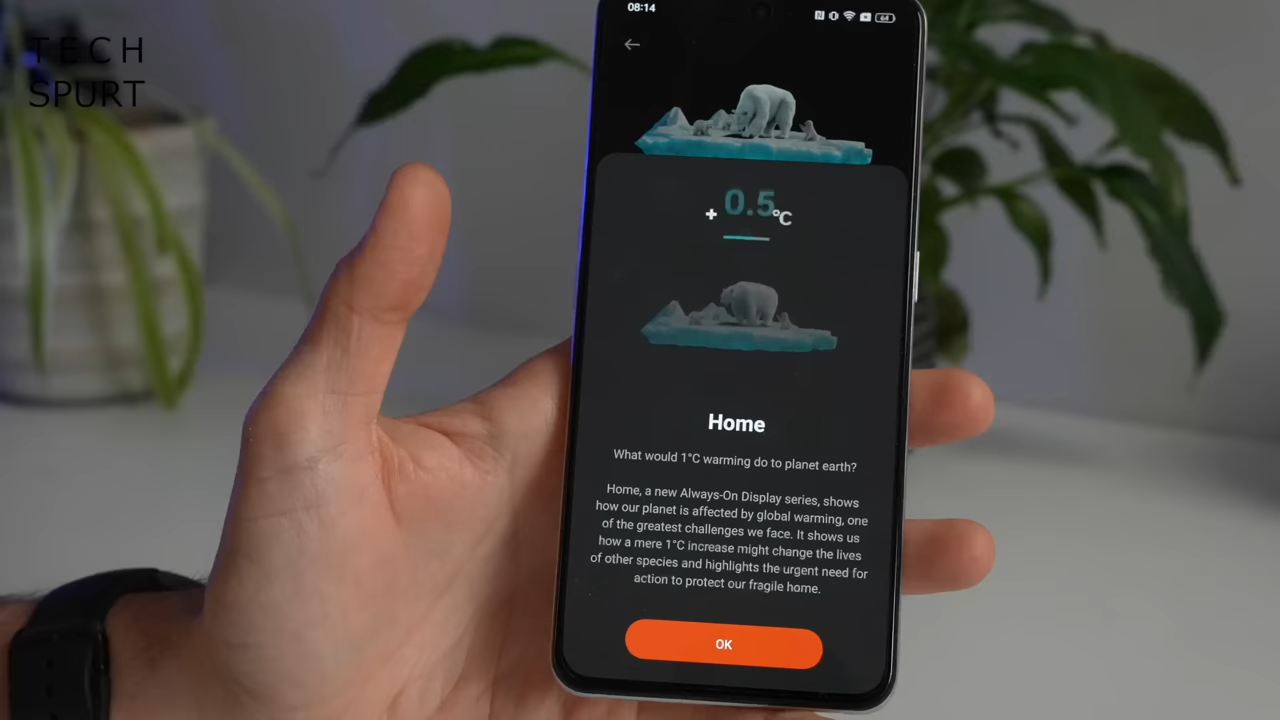 TECH
SPURT
08:14
64
+ 0.5°C
Home
What would 1°C warming do to planet earth?
Home, a new Always-On Display series, shows
how our planet is affected by global warming, one
of the greatest challenges we face. It shows us
how a mere 1°C increase might change the lives
of other species and highlights the urgent need for
action to protect our fragile home.
OK